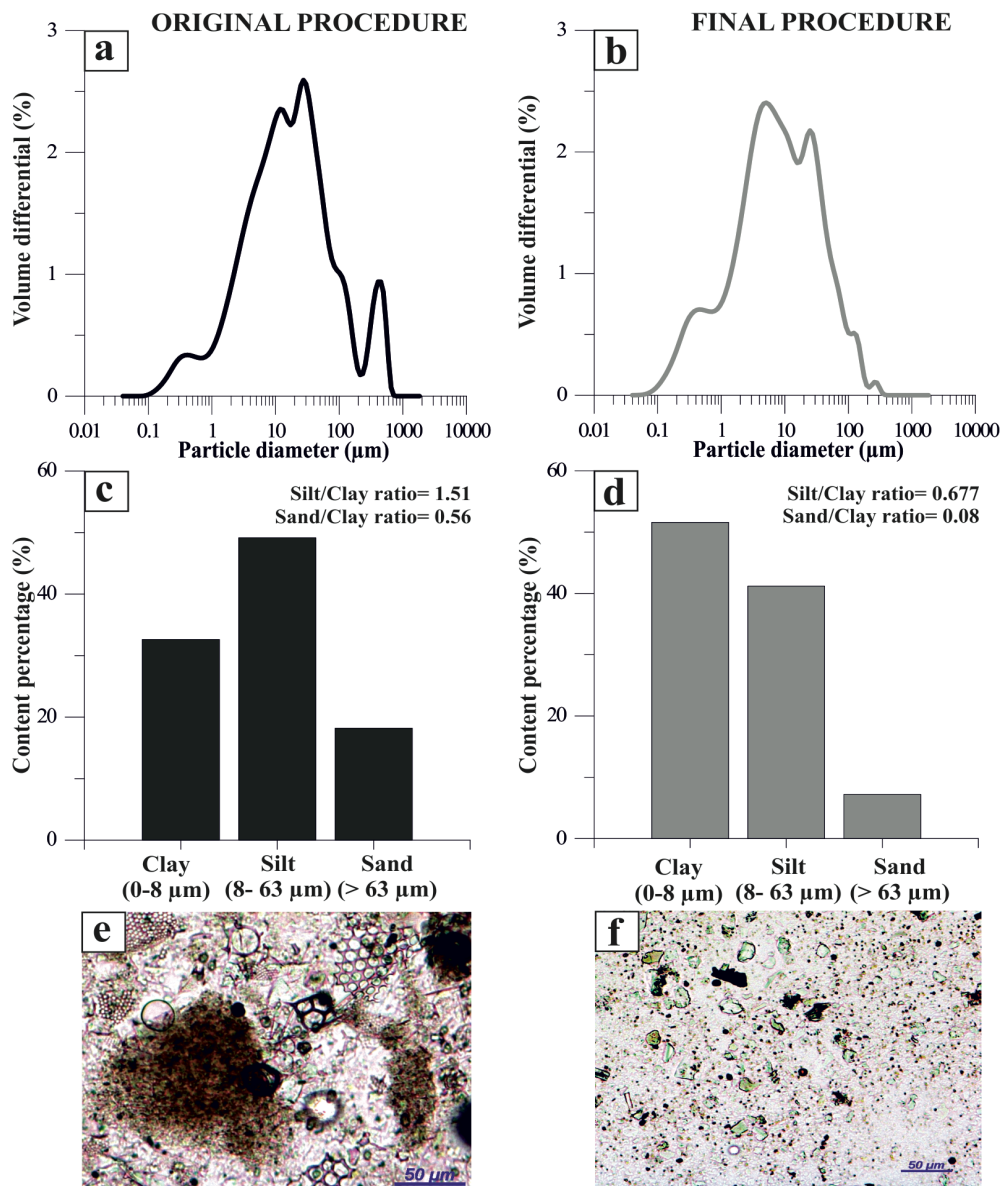 ORIGINAL PROCEDURE
a
3
2
1
0
Volume differential (%)
0.01 0.1 1 10 100 1000 10000
Particle diameter (µm)
FINAL PROCEDURE
b
3
2
1
0
Volume differential (%)
0.01 0.1 1 10 100 1000 10000
Particle diameter (µm)
c
Silt/Clay ratio= 1.51
Sand/Clay ratio= 0.56
60
40
20
0
Content percentage (%)
Clay Silt Sand
(0-8 µm) (8- 63 µm) (> 63 µm)
d
Silt/Clay ratio= 0.677
Sand/Clay ratio= 0.08
60
40
20
0
Content percentage (%)
Clay Silt Sand
(0-8 µm) (8- 63 µm) (> 63 µm)
e
50 µm
f
50 µm